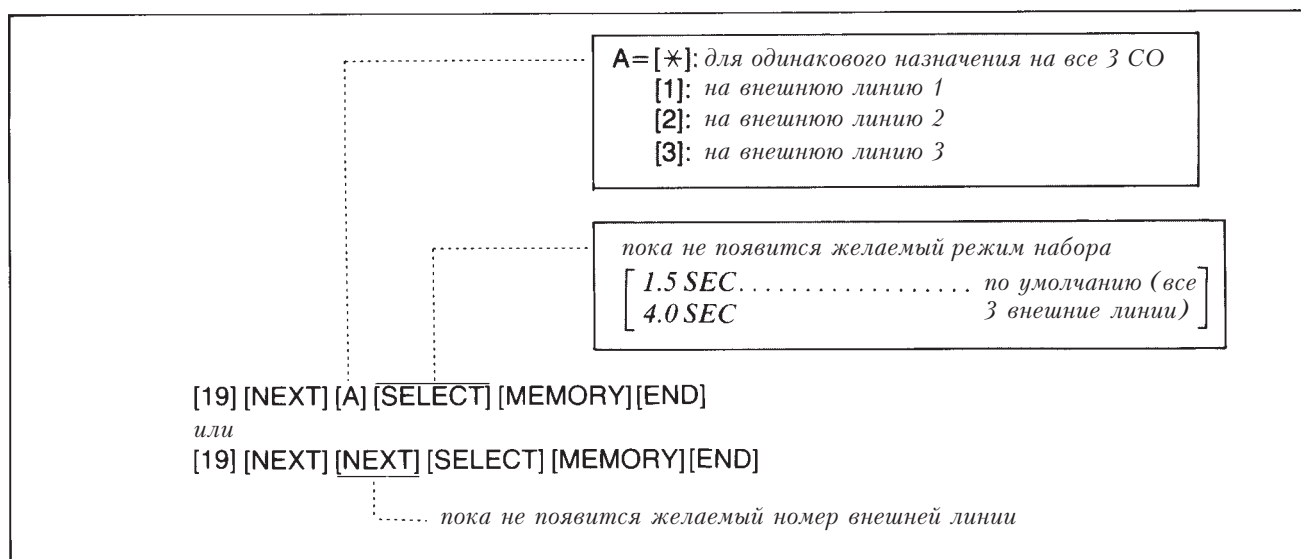 A=[✳]: для одинакового назначения на все 3 CO
[1]: на внешнюю линию 1
[2]: на внешнюю линию 2
[3]: на внешнюю линию 3
пока не появится желаемый режим набора
1.5 SEC................... по умолчанию (все
4.0 SEC 3 внешние линии)
[19] [NEXT] [A] [SELECT] [MEMORY] [END]
или
[19] [NEXT] [NEXT] [SELECT] [MEMORY] [END]
пока не появится желаемый номер внешней линии